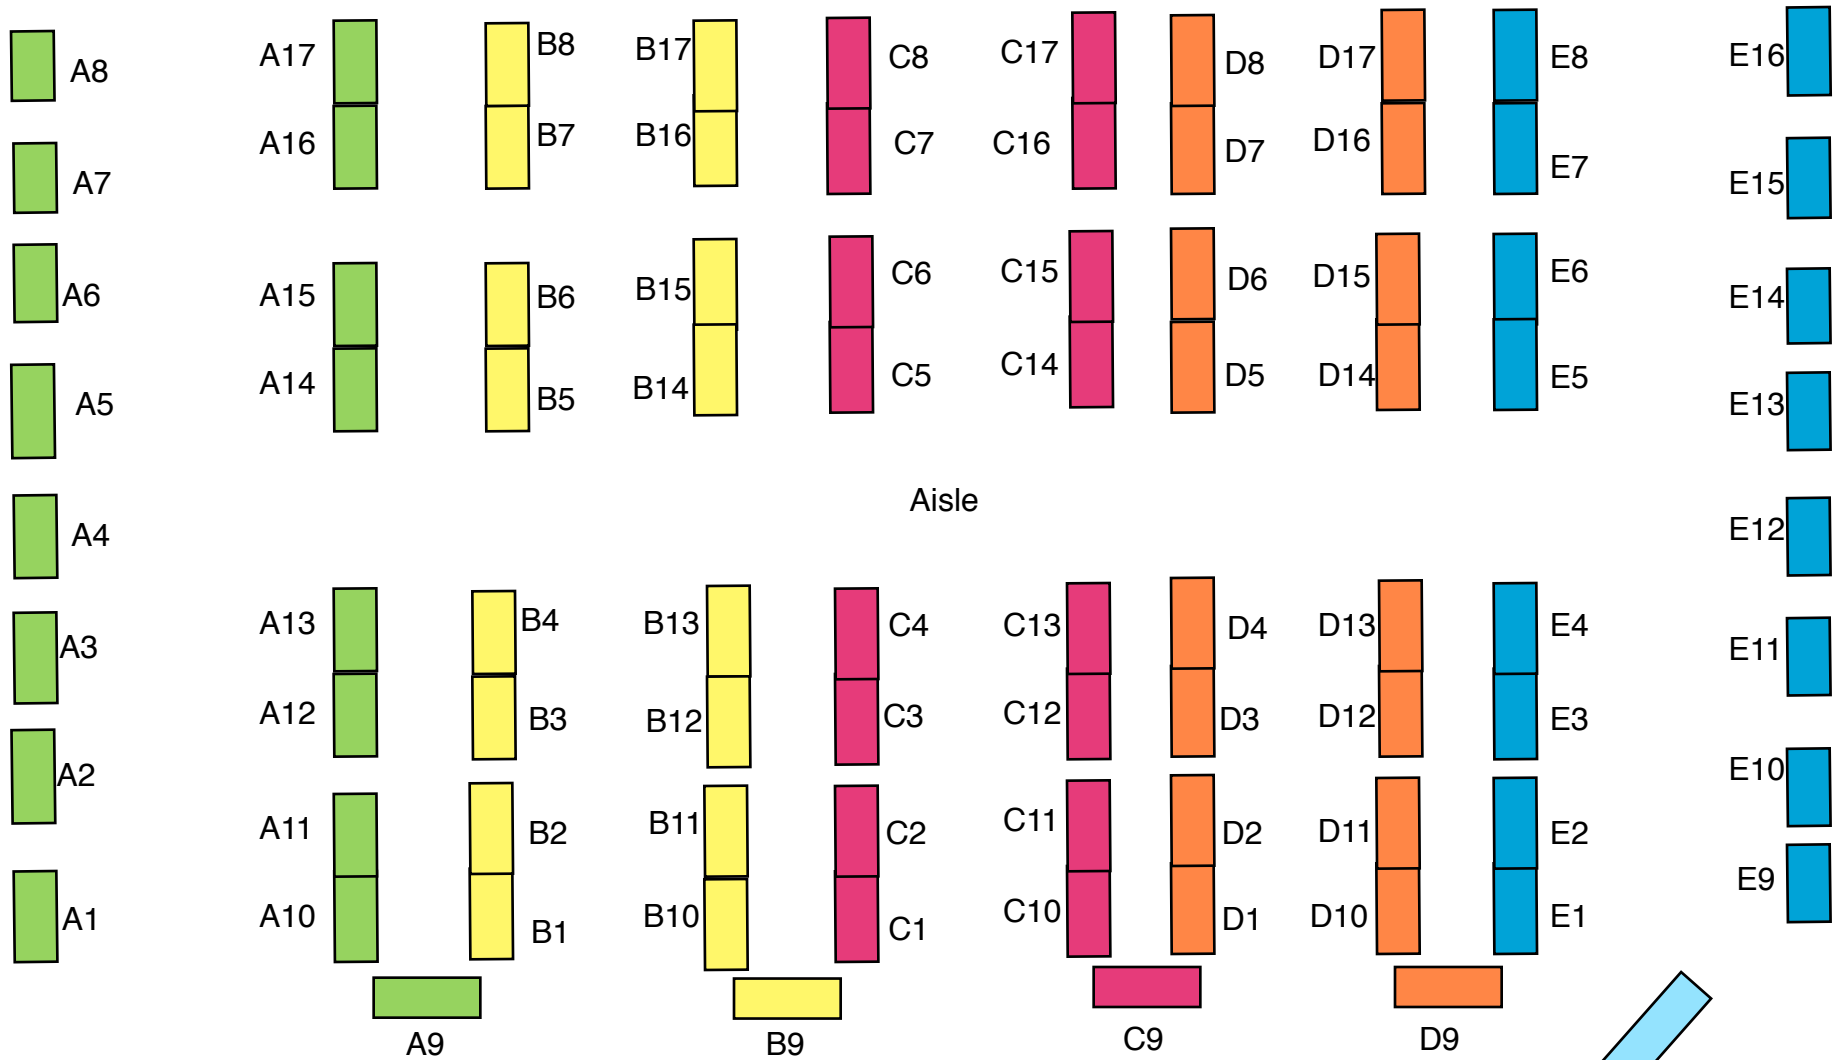 A8 A17 B8 B17 C8 C17 D8 D17 E8 E16
A16 B7 B16 C7 C16 D7 D16 E7
A7 E15
A6 A15 B6 B15 C6 C15 D6 D15 E6 E14
A5 A14 B5 B14 C5 C14 D5 D14 E5 E13
Aisle
A4 E12
A3 A13 B4 B13 C4 C13 D4 D13 E4 E11
A12 B3 B12 C3 C12 D3 D12 E3
A2 E10
A11 B2 B11 C2 C11 D2 D11 E2
E9
A1 A10 B1 B10 C1 C10 D1 D10 E1
A9 B9 C9 D9